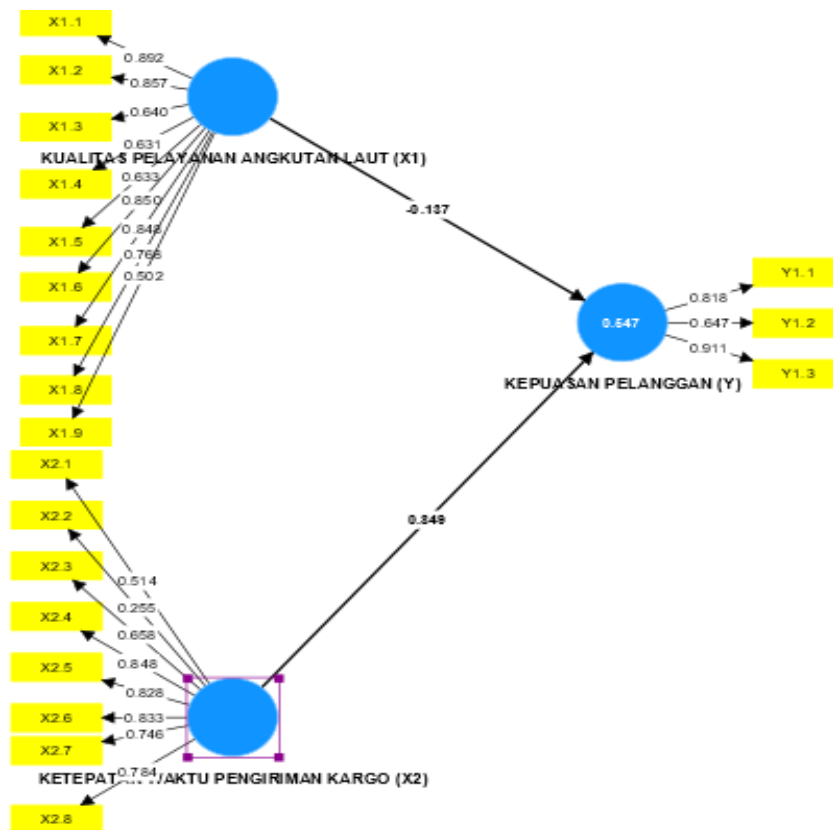 X1.1
0.892
X1.2
0.857
0.640
X1.3
0.631
KUALITAS PELAYANAN ANGKUTAN LAUT (X1)
0.633
X1.4
0.850
0.848
X1.5
0.768
0.502
X1.6
X1.7
X1.8
X1.9
-0.137
Y1.1
0.818
0.547
0.647
Y1.2
0.911
Y1.3
KEPUASAN PELANGGAN (Y)
X2.1
X2.2
0.849
X2.3
0.514
0.255
X2.4
0.658
0.848
X2.5
0.828
X2.6
0.833
0.746
X2.7
0.784
KETEPATAN WAKTU PENGIRIMAN KARGO (X2)
X2.8